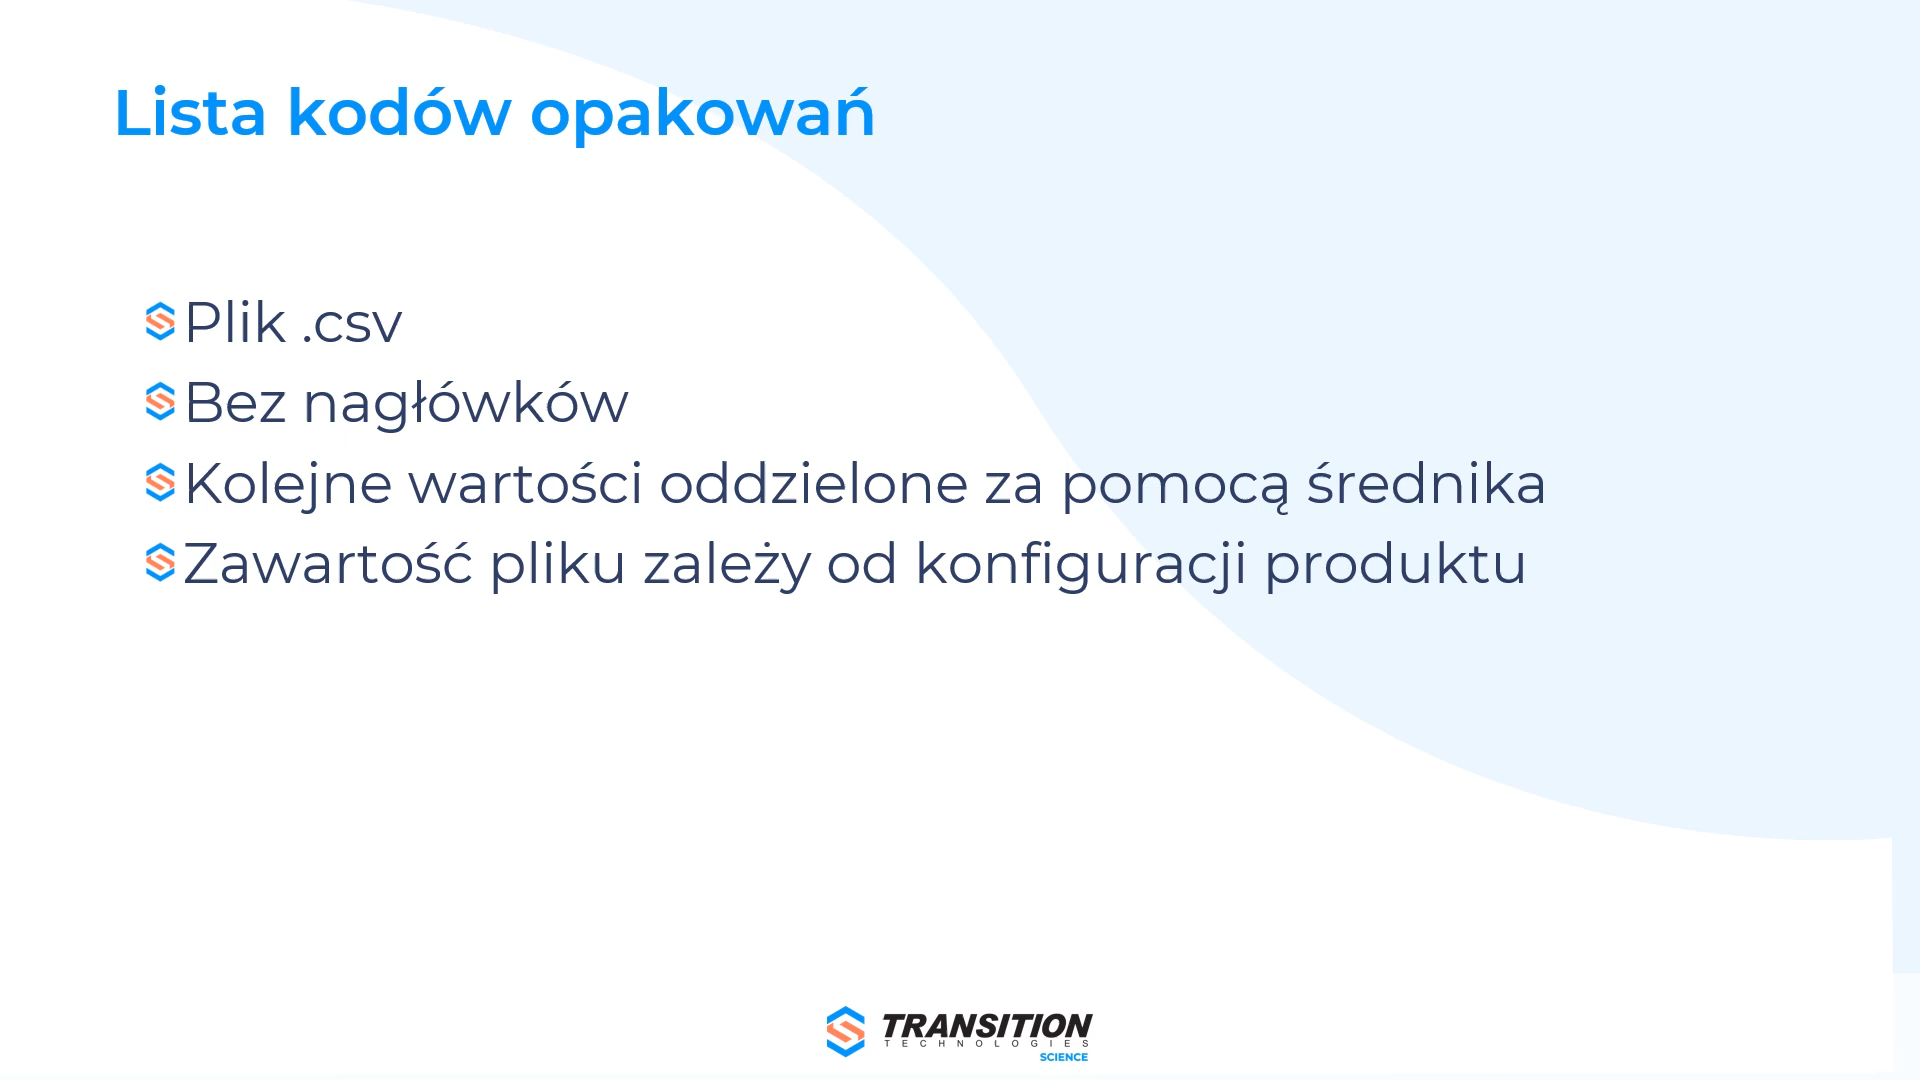 Lista kodów opakowań
Plik .csv
Bez nagłówków
Kolejne wartości oddzielone za pomocą średnika
Zawartość pliku zależy od konfiguracji produktu
TRANSITION
TECHNOLOGIES
SCIENCE